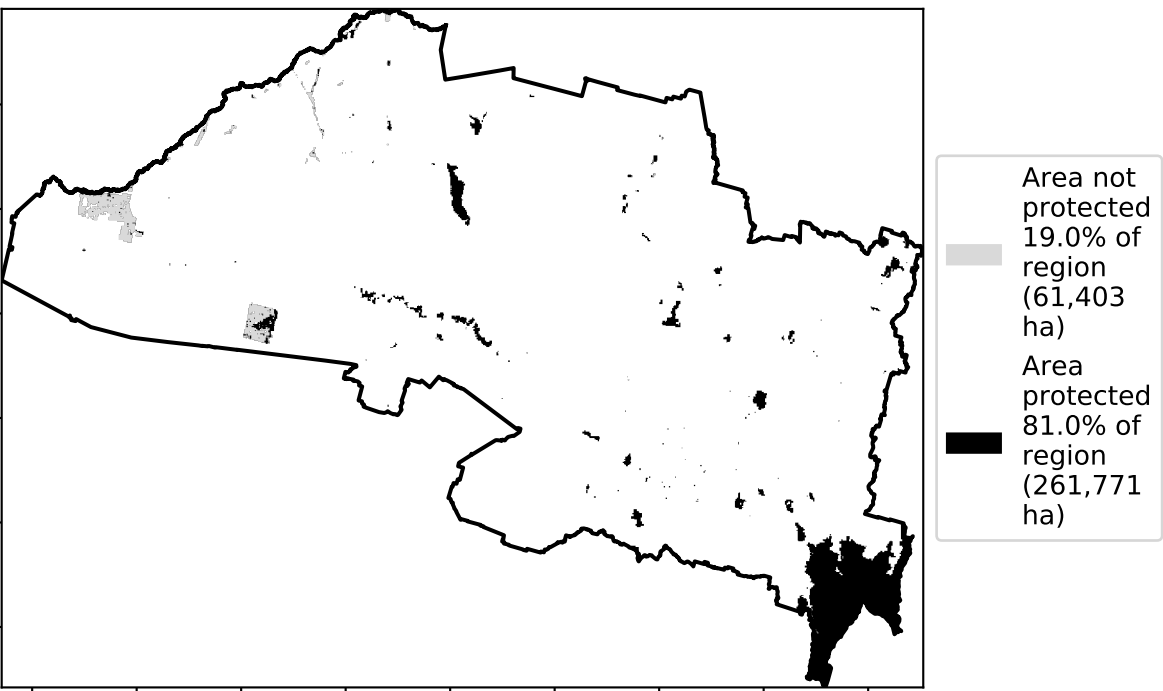 Area not
protected
19.0% of
region
(61,403
ha)
Area
protected
81.0% of
region
(261,771
ha)